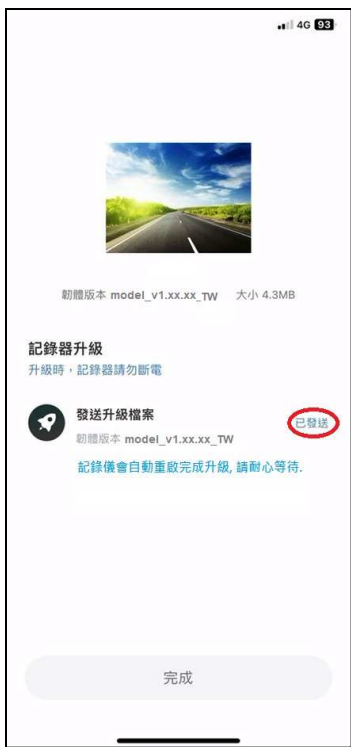 4G 93
韌體版本 model_v1.xx.xx_TW 大小 4.3MB
記錄器升級
升級時，記錄器請勿斷電
發送升級檔案 已發送
韌體版本 model_v1.xx.xx_TW
記錄儀會自動重啟完成升級, 請耐心等待.
完成